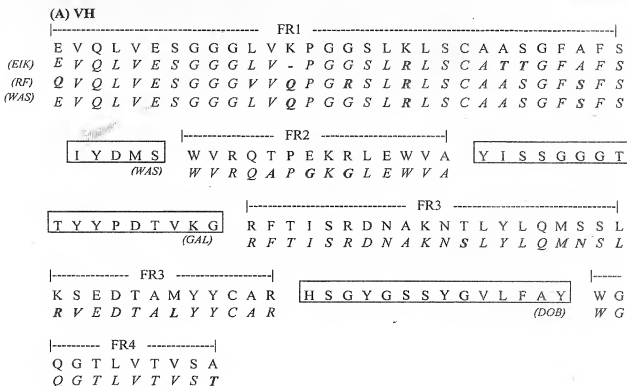 (A) VH
|---------------------------- FR1 ----------------------------|
E V Q L V E S G G G L V K P G G S L K L S C A A S G F A F S
(EIK) E V Q L V E S G G G L V - P G G S L R L S C A T T G F A F S
(RF) Q V Q L V E S G G G V V Q P G R S L R L S C A A S G F S F S
(WAS) E V Q L V E S G G G L V Q P G G S L R L S C A A S G F S F S
|------------ FR2 ------------|
I Y D M S W V R Q T P E K R L E W V A Y I S S G G G T
(WAS) W V R Q A P G K G L E W V A
|---------------- FR3 ----------------|
T Y Y P D T V K G R F T I S R D N A K N T L Y L Q M S S L
(GAL) R F T I S R D N A K N S L Y L Q M N S L
|---------- FR3 ----------| |----
K S E D T A M Y Y C A R H S G Y G S S Y G V L F A Y W G
R V E D T A L Y Y C A R (DOB) W G
|------- FR4 -------|
Q G T L V T V S A
Q G T L V T V S T